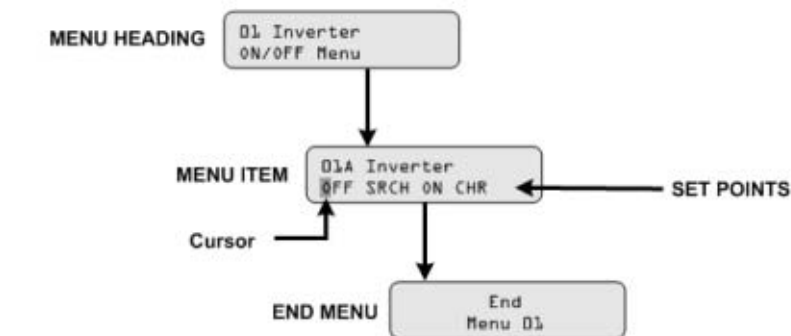 MENU HEADING
01 Inverter
ON/OFF Menu
MENU ITEM
01A Inverter
OFF SRCH ON CHR
SET POINTS
Cursor
END MENU
End
Menu 01